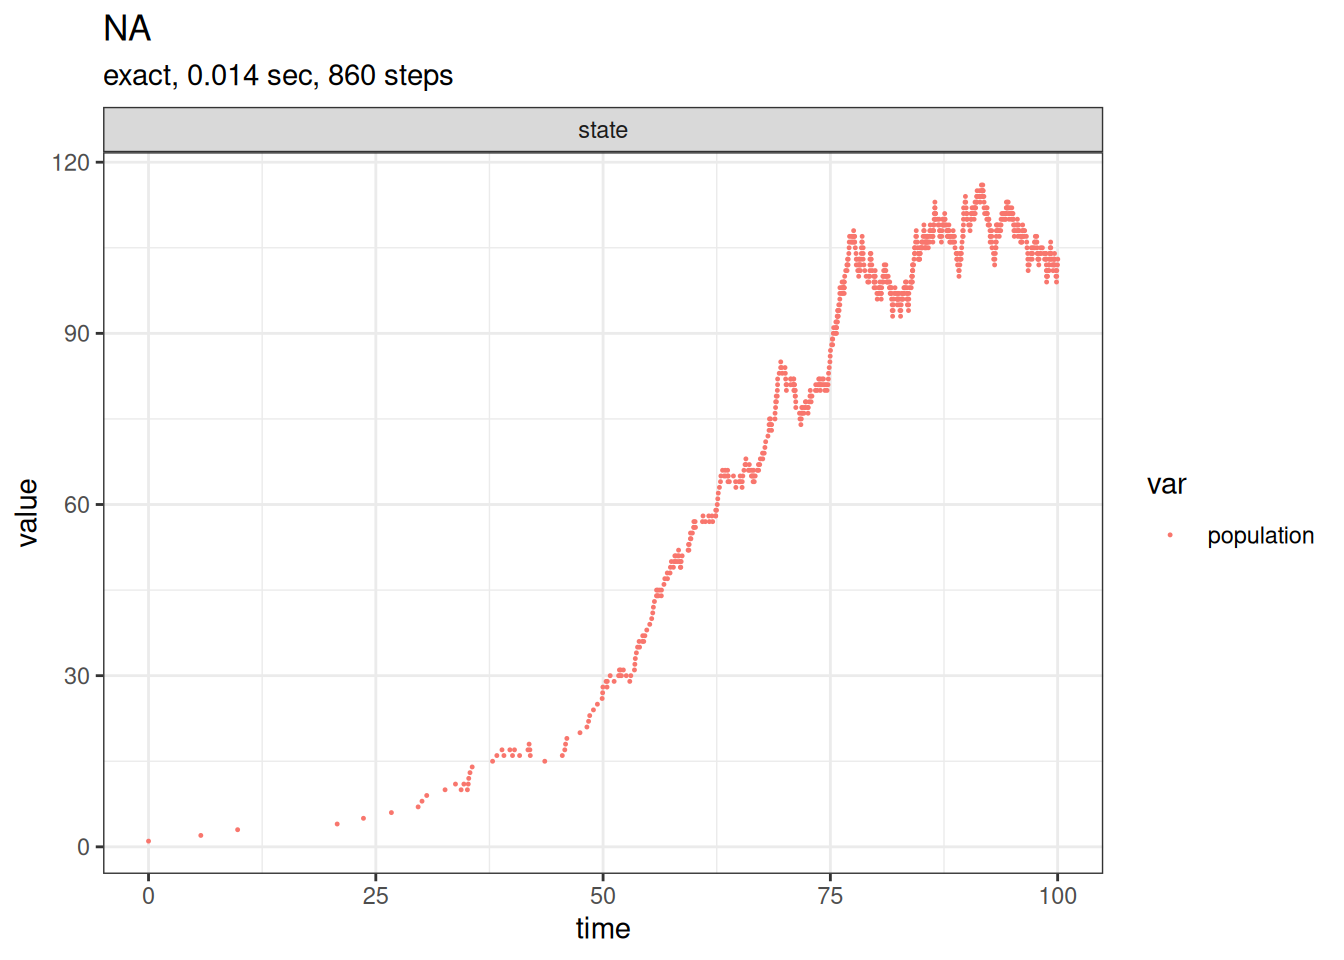 NA
exact, 0.014 sec, 860 steps
state
120
90
60
30
0
value
0 25 50 75 100
time
var
population